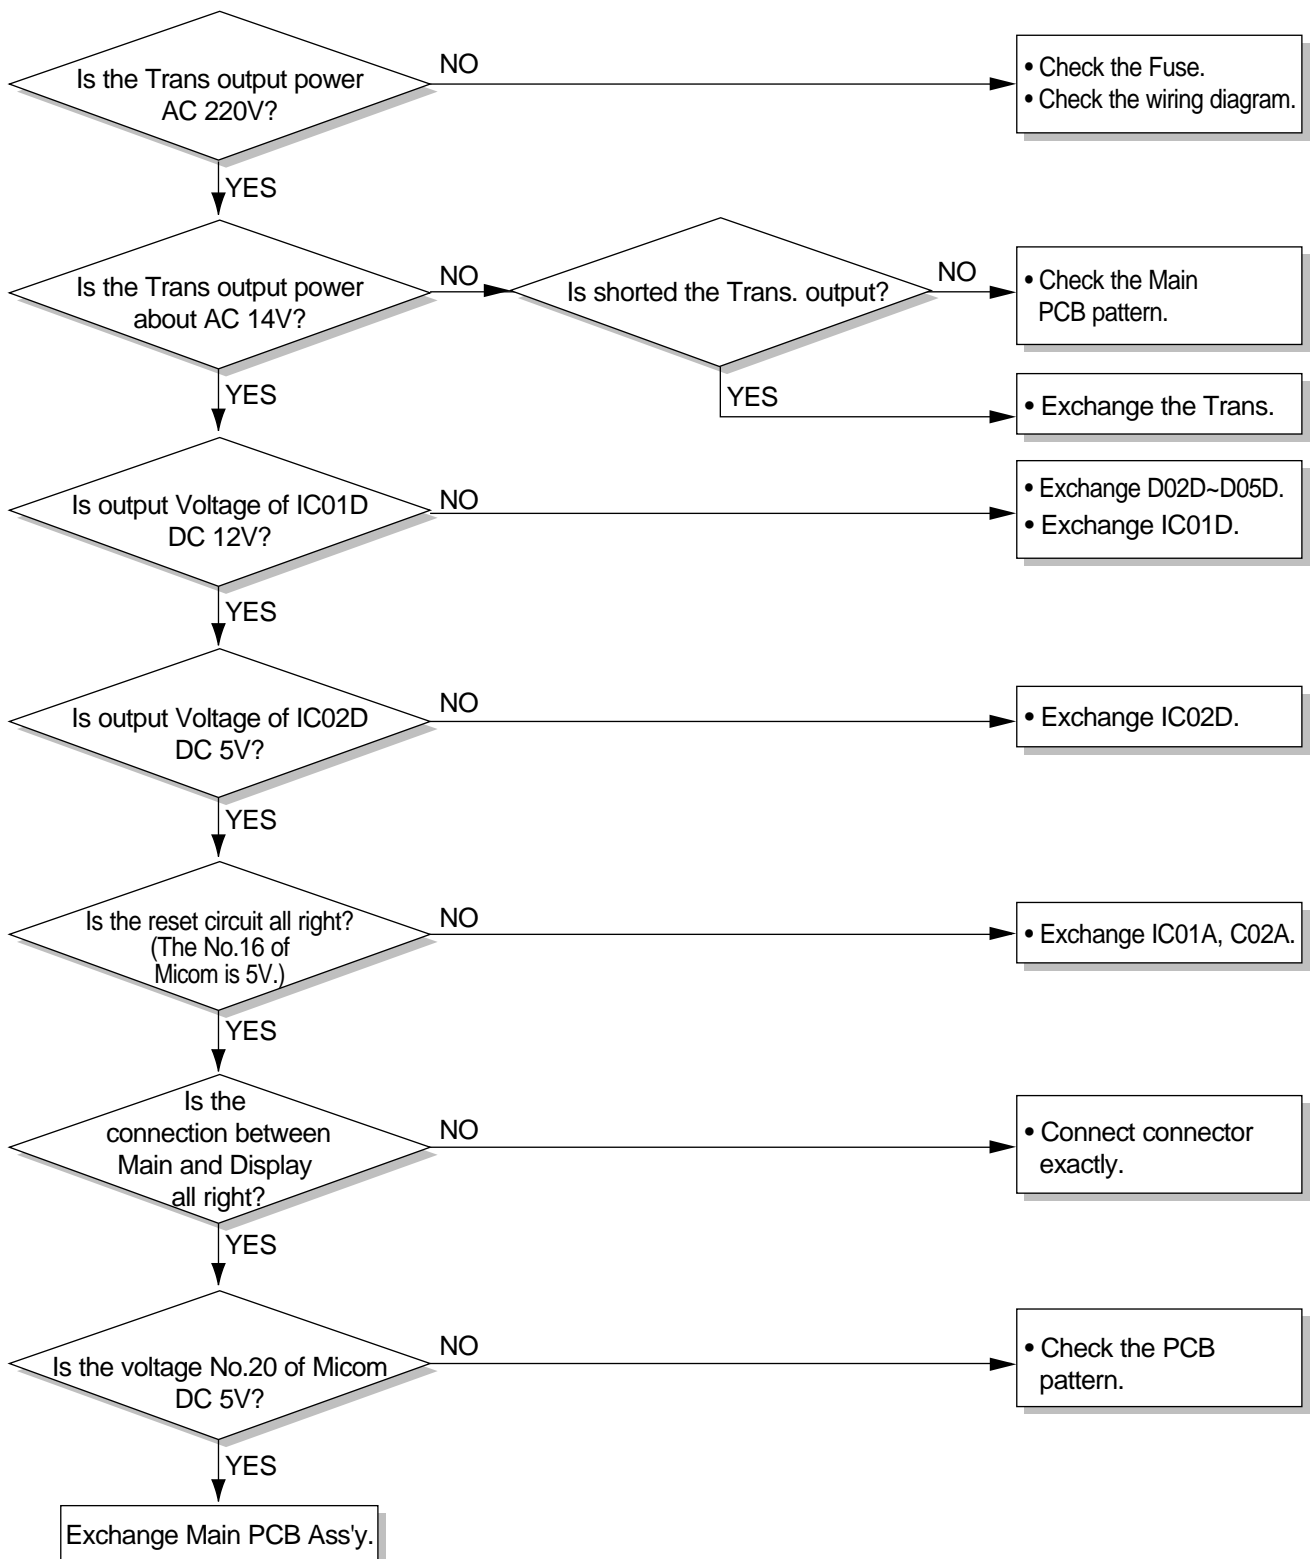 Is the Trans output power
AC 220V?
NO
• Check the Fuse.
• Check the wiring diagram.
YES
Is the Trans output power
about AC 14V?
NO
Is shorted the Trans. output?
NO
• Check the Main
PCB pattern.
YES
• Exchange the Trans.
YES
Is output Voltage of IC01D
DC 12V?
NO
• Exchange D02D~D05D.
• Exchange IC01D.
YES
Is output Voltage of IC02D
DC 5V?
NO
• Exchange IC02D.
YES
Is the reset circuit all right?
(The No.16 of
Micom is 5V.)
NO
• Exchange IC01A, C02A.
YES
Is the
connection between
Main and Display
all right?
NO
• Connect connector
exactly.
YES
Is the voltage No.20 of Micom
DC 5V?
NO
• Check the PCB
pattern.
YES
Exchange Main PCB Ass'y.